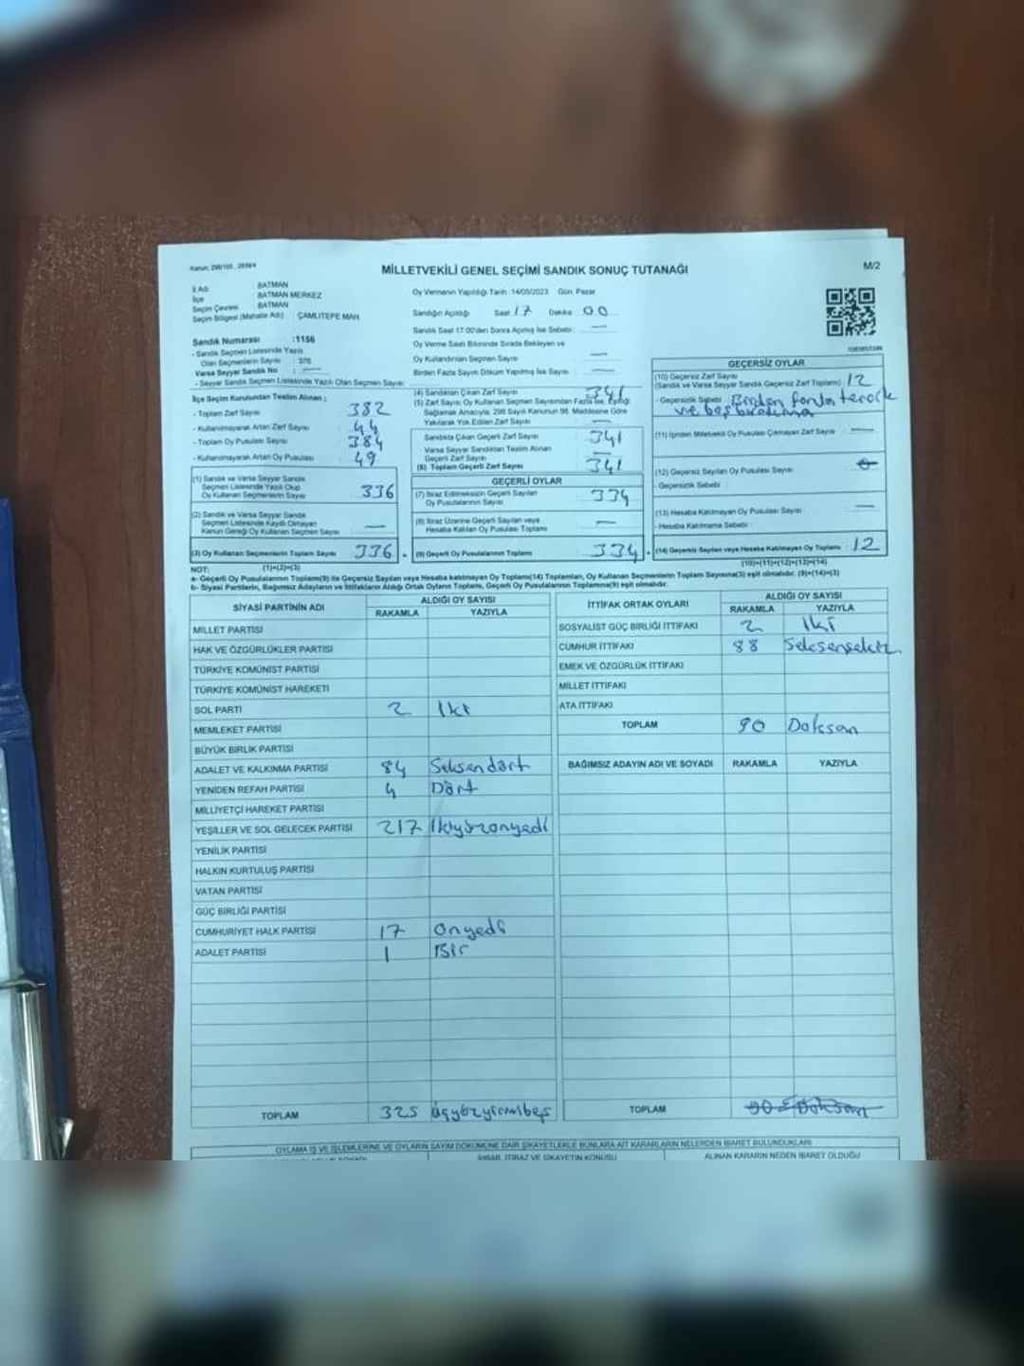 MİLLETVEKİLİ GENEL SEÇİMİ SANDIK SONUÇ TUTANAĞI
M/2
İl Adı : BATMAN
İlçe : BATMAN MERKEZ
Seçim Çevresi : BATMAN
Seçim Bölgesi (Mahalle Adı) : ÇAMLITEPE MAH
Oy Vermenin Yapıldığı Tarih: 14/05/2023 Gün: Pazar
Sandığın Açıldığı Saat 17 Dakika 00
Sandık Saat 17.00'den Sonra Açılmış İse Sebebi : —
Oy Verme Saati Bitiminde Sırada Bekleyen ve
Oy Kullandırılan Seçmen Sayısı —
Birden Fazla Sayım Döküm Yapılmış İse Sayısı —
Sandık Numarası :1156
- Sandık Seçmen Listesinde Yazılı
Olan Seçmenlerin Sayısı : 376
Varsa Seyyar Sandık No : —
- Seyyar Sandık Seçmen Listesinde Yazılı Olan Seçmen Sayısı:
İlçe Seçim Kurulundan Teslim Alınan ;
- Toplam Zarf Sayısı 382
- Kullanılmayarak Artan Zarf Sayısı 44
- Toplam Oy Pusulası Sayısı 384
- Kullanılmayarak Artan Oy Pusulası 49
(1) Sandık ve Varsa Seyyar Sandık
Seçmen Listesinde Yazılı Olup
Oy Kullanan Seçmenlerin Sayısı 336
(2) Sandık ve Varsa Seyyar Sandık
Seçmen Listesinde Kaydı Olmayan
Kanun Gereği Oy Kullanan Seçmen Sayısı —
(3) Oy Kullanan Seçmenlerin Toplam Sayısı 336
(1)+(2)=(3)
(4) Sandıktan Çıkan Zarf Sayısı 341
(5) Zarf Sayısı Oy Kullanan Seçmen Sayısından Fazla İse, Eşitliği
Sağlamak Amacıyla, 298 Sayılı Kanunun 98. Maddesine Göre
Yakılarak Yok Edilen Zarf Sayısı —
Sandıkta Çıkan Geçerli Zarf Sayısı 341
Varsa Seyyar Sandıktan Teslim Alınan
Geçerli Zarf Sayısı —
(6) Toplam Geçerli Zarf Sayısı 341
GEÇERLİ OYLAR
(7) İtiraz Edilmeksizin Geçerli Sayılan
Oy Pusulalarının Sayısı 334
(8) İtiraz Üzerine Geçerli Sayılan veya
Hesaba Katılan Oy Pusulası Toplamı —
(9) Geçerli Oy Pusulalarının Toplamı 334
GEÇERSİZ OYLAR
(10) Geçersiz Zarf Sayısı
(Sandık ve Varsa Seyyar Sandık Geçersiz Zarf Toplamı) 12
- Geçersizlik Sebebi Birden fazla tercih
ve boş bırakılma
(11) İçinden Milletvekili Oy Pusulası Çıkmayan Zarf Sayısı —
(12) Geçersiz Sayılan Oy Pusulası Sayısı
- Geçersizlik Sebebi
(13) Hesaba Katılmayan Oy Pusulası Sayısı —
- Hesaba Katılmama Sebebi
(14) Geçersiz Sayılan veya Hesaba Katılmayan Oy Toplamı 12
(10)+(11)+(12)+(13)=(14)
NOT:
a- Geçerli Oy Pusulalarının Toplamı(9) ile Geçersiz Sayılan veya Hesaba katılmayan Oy Toplamı(14) Toplamları, Oy Kullanan Seçmenlerin Toplam Sayısına(3) eşit olmalıdır. (9)+(14)=(3)
b- Siyasi Partilerin, Bağımsız Adayların ve İttifakların Aldığı Ortak Oyların Toplamı, Geçerli Oy Pusulalarının Toplamına(9) eşit olmalıdır.
SİYASİ PARTİNİN ADI ALDIĞI OY SAYISI
RAKAMLA YAZIYLA
MİLLET PARTİSİ
HAK VE ÖZGÜRLÜKLER PARTİSİ
TÜRKİYE KOMÜNİST PARTİSİ
TÜRKİYE KOMÜNİST HAREKETİ
SOL PARTİ 2 İki
MEMLEKET PARTİSİ
BÜYÜK BİRLİK PARTİSİ
ADALET VE KALKINMA PARTİSİ 84 Seksendört
YENİDEN REFAH PARTİSİ 4 Dört
MİLLİYETÇİ HAREKET PARTİSİ
YEŞİLLER VE SOL GELECEK PARTİSİ 217 İkiyüzonyedi
YENİLİK PARTİSİ
HALKIN KURTULUŞ PARTİSİ
VATAN PARTİSİ
GÜÇ BİRLİĞİ PARTİSİ
CUMHURİYET HALK PARTİSİ 17 Onyedi
ADALET PARTİSİ 1 Bir
TOPLAM 325 üçyüzyirmibeş
İTTİFAK ORTAK OYLARI ALDIĞI OY SAYISI
RAKAMLA YAZIYLA
SOSYALİST GÜÇ BİRLİĞİ İTTİFAKI 2 İki
CUMHUR İTTİFAKI 88 Seksensekiz
EMEK VE ÖZGÜRLÜK İTTİFAKI
MİLLET İTTİFAKI
ATA İTTİFAKI
TOPLAM 90 Doksan
BAĞIMSIZ ADAYIN ADI VE SOYADI RAKAMLA YAZIYLA
TOPLAM 90 Doksan
OYLAMA İŞ VE İŞLEMLERİNE VE OYLARIN SAYIM DÖKÜMÜNE DAİR ŞİKAYETLERLE BUNLARA AİT KARARLARIN NELERDEN İBARET BULUNDUKLARI
İHBAR, İTİRAZ VE ŞİKAYETİN KONUSU ALINAN KARARIN NEDEN İBARET OLDUĞU